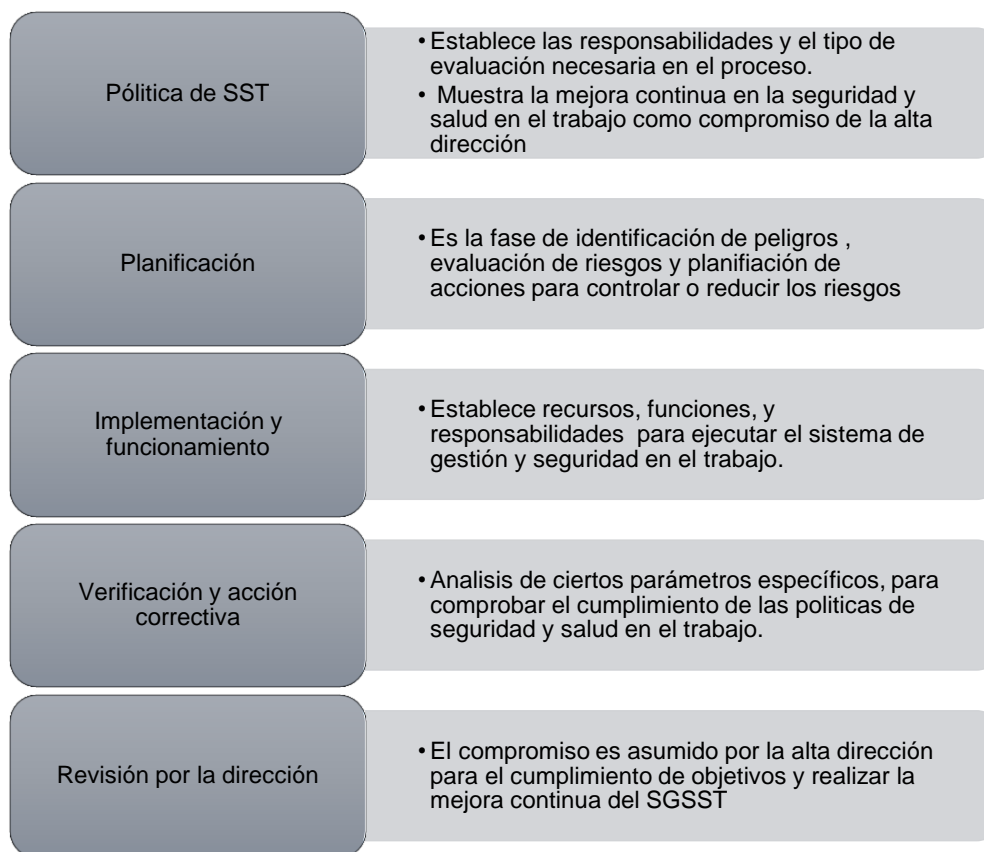 Pólitica de SST
• Establece las responsabilidades y el tipo de
evaluación necesaria en el proceso.
• Muestra la mejora continua en la seguridad y
salud en el trabajo como compromiso de la alta
dirección
Planificación
• Es la fase de identificación de peligros ,
evaluación de riesgos y planifiación de
acciones para controlar o reducir los riesgos
Implementación y
funcionamiento
• Establece recursos, funciones, y
responsabilidades para ejecutar el sistema de
gestión y seguridad en el trabajo.
Verificación y acción
correctiva
• Analisis de ciertos parámetros específicos, para
comprobar el cumplimiento de las politicas de
seguridad y salud en el trabajo.
Revisión por la dirección
• El compromiso es asumido por la alta dirección
para el cumplimiento de objetivos y realizar la
mejora continua del SGSST